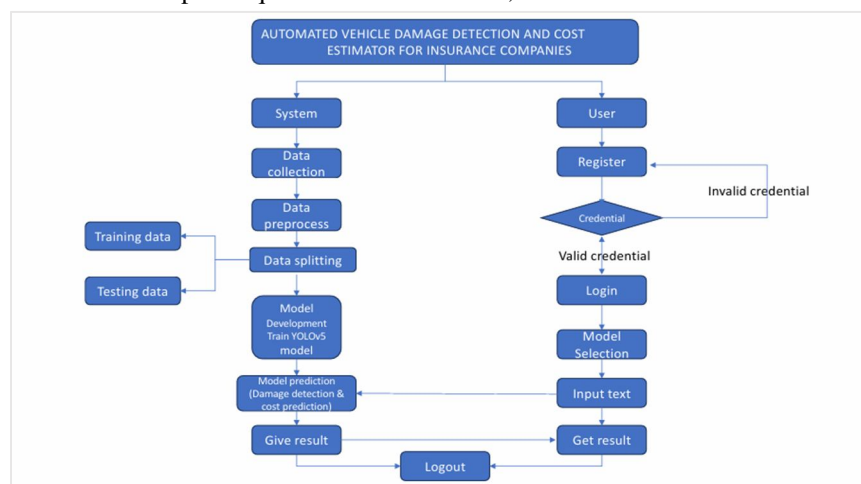 AUTOMATED VEHICLE DAMAGE DETECTION AND COST
ESTIMATOR FOR INSURANCE COMPANIES
System
User
Data
collection
Register
Invalid credential
Data
preprocess
Credential
Training data
Data splitting
Valid credential
Testing data
Login
Model
Development
Train YOLOv5
model
Model
Selection
Model prediction
(Damage detection &
cost prediction)
Input text
Give result
Get result
Logout